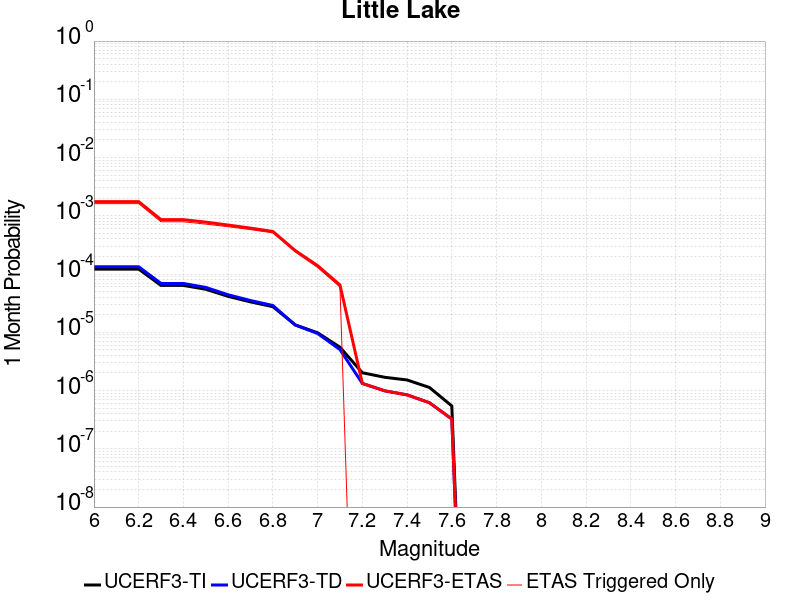 Little Lake
10 0
10 -1
10 -2
10 -3
10 -4
10 -5
10 -6
10 -7
10 -8
1 Month Probability
6 6.2 6.4 6.6 6.8 7 7.2 7.4 7.6 7.8 8 8.2 8.4 8.6 8.8 9
Magnitude
UCERF3-TI UCERF3-TD UCERF3-ETAS ETAS Triggered Only